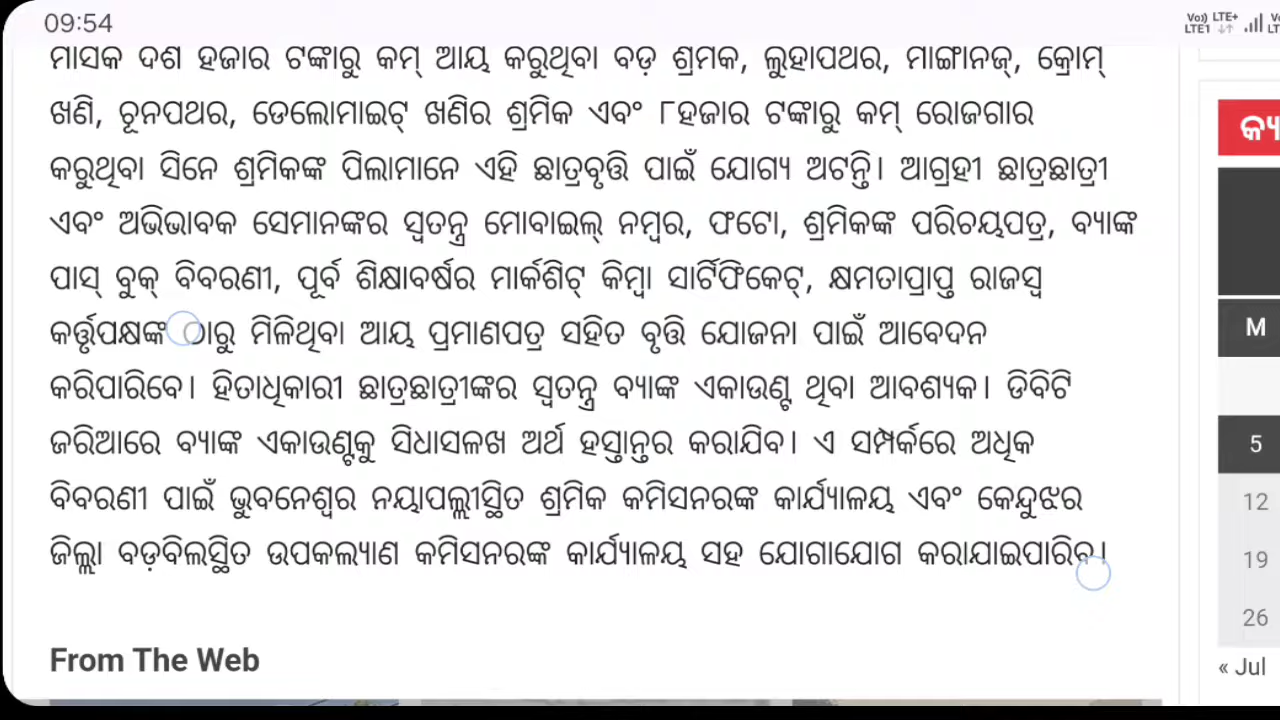 09:54
Vo)) LTE+
LTE1
ମାସକ ଦଶ ହଜାର ଟଙ୍କାରୁ କମ୍ ଆୟ କରୁଥିବା ବଡ଼ ଶ୍ରମିକ, ଲୁହାପଥର, ମାଙ୍ଗାନିଜ୍, କ୍ରୋମ୍
ଖଣି, ଚୂନପଥର, ଡେଲୋମାଇଟ୍ ଖଣିର ଶ୍ରମିକ ଏବଂ ୮ହଜାର ଟଙ୍କାରୁ କମ୍ ରୋଜଗାର
କରୁଥିବା ସିନେ ଶ୍ରମିକଙ୍କ ପିଲାମାନେ ଏହି ଛାତ୍ରବୃତ୍ତି ପାଇଁ ଯୋଗ୍ୟ ଅଟନ୍ତି। ଆଗ୍ରହୀ ଛାତ୍ରଛାତ୍ରୀ
ଏବଂ ଅଭିଭାବକ ସେମାନଙ୍କର ସ୍ୱତନ୍ତ୍ର ମୋବାଇଲ୍ ନମ୍ବର, ଫଟୋ, ଶ୍ରମିକଙ୍କ ପରିଚୟପତ୍ର, ବ୍ୟାଙ୍କ
ପାସ୍ ବୁକ୍ ବିବରଣୀ, ପୂର୍ବ ଶିକ୍ଷାବର୍ଷର ମାର୍କଶିଟ୍ କିମ୍ବା ସାର୍ଟିଫିକେଟ୍, କ୍ଷମତାପ୍ରାପ୍ତ ରାଜସ୍ୱ
କର୍ତ୍ତୃପକ୍ଷଙ୍କ ଠାରୁ ମିଳିଥିବା ଆୟ ପ୍ରମାଣପତ୍ର ସହିତ ବୃତ୍ତି ଯୋଜନା ପାଇଁ ଆବେଦନ
କରିପାରିବେ। ହିତାଧିକାରୀ ଛାତ୍ରଛାତ୍ରୀଙ୍କର ସ୍ୱତନ୍ତ୍ର ବ୍ୟାଙ୍କ ଏକାଉଣ୍ଟ ଥିବା ଆବଶ୍ୟକ। ଡିବିଟି
ଜରିଆରେ ବ୍ୟାଙ୍କ ଏକାଉଣ୍ଟକୁ ସିଧାସଳଖ ଅର୍ଥ ହସ୍ତାନ୍ତର କରାଯିବ। ଏ ସମ୍ପର୍କରେ ଅଧିକ
ବିବରଣୀ ପାଇଁ ଭୁବନେଶ୍ୱର ନୟାପଲ୍ଲୀସ୍ଥିତ ଶ୍ରମିକ କମିସନରଙ୍କ କାର୍ଯ୍ୟାଳୟ ଏବଂ କେନ୍ଦୁଝର
ଜିଲ୍ଲା ବଡ଼ବିଲସ୍ଥିତ ଉପକଲ୍ୟାଣ କମିସନରଙ୍କ କାର୍ଯ୍ୟାଳୟ ସହ ଯୋଗାଯୋଗ କରାଯାଇପାରିବ।
From The Web
M
5
12
19
26
« Jul